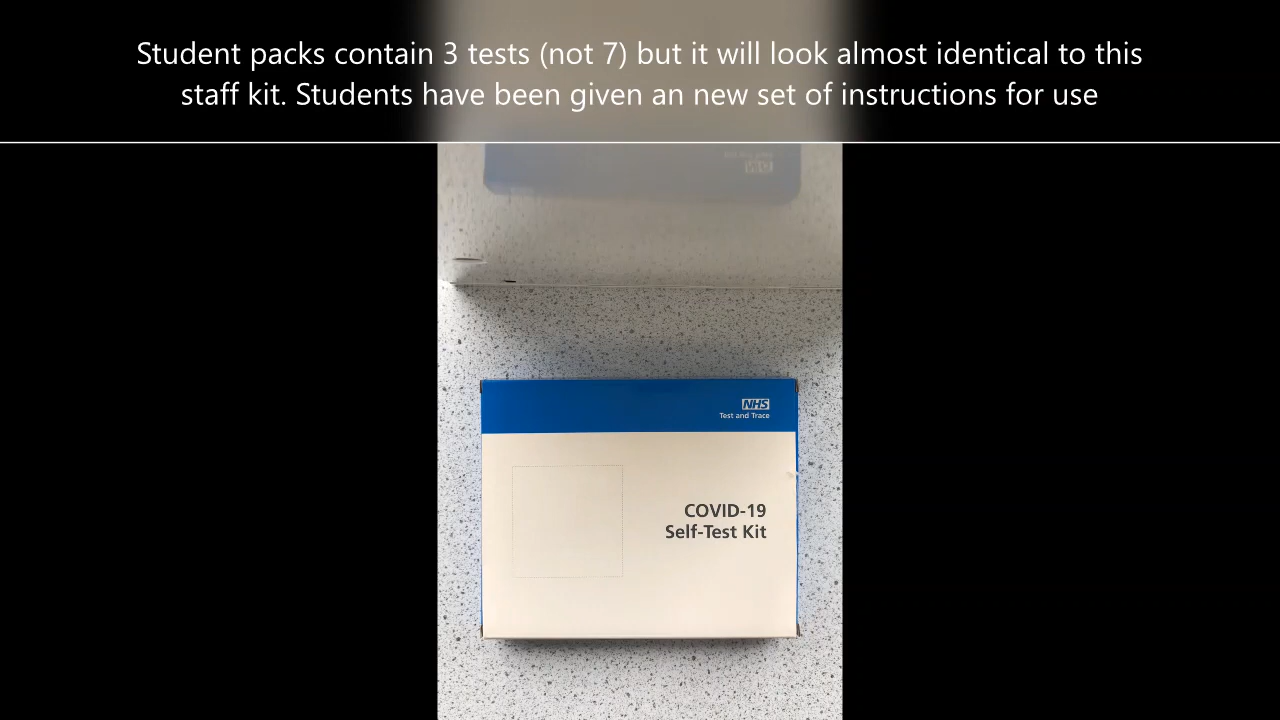 Student packs contain 3 tests (not 7) but it will look almost identical to this
staff kit. Students have been given an new set of instructions for use
NHS
Test and Trace
COVID-19
Self-Test Kit